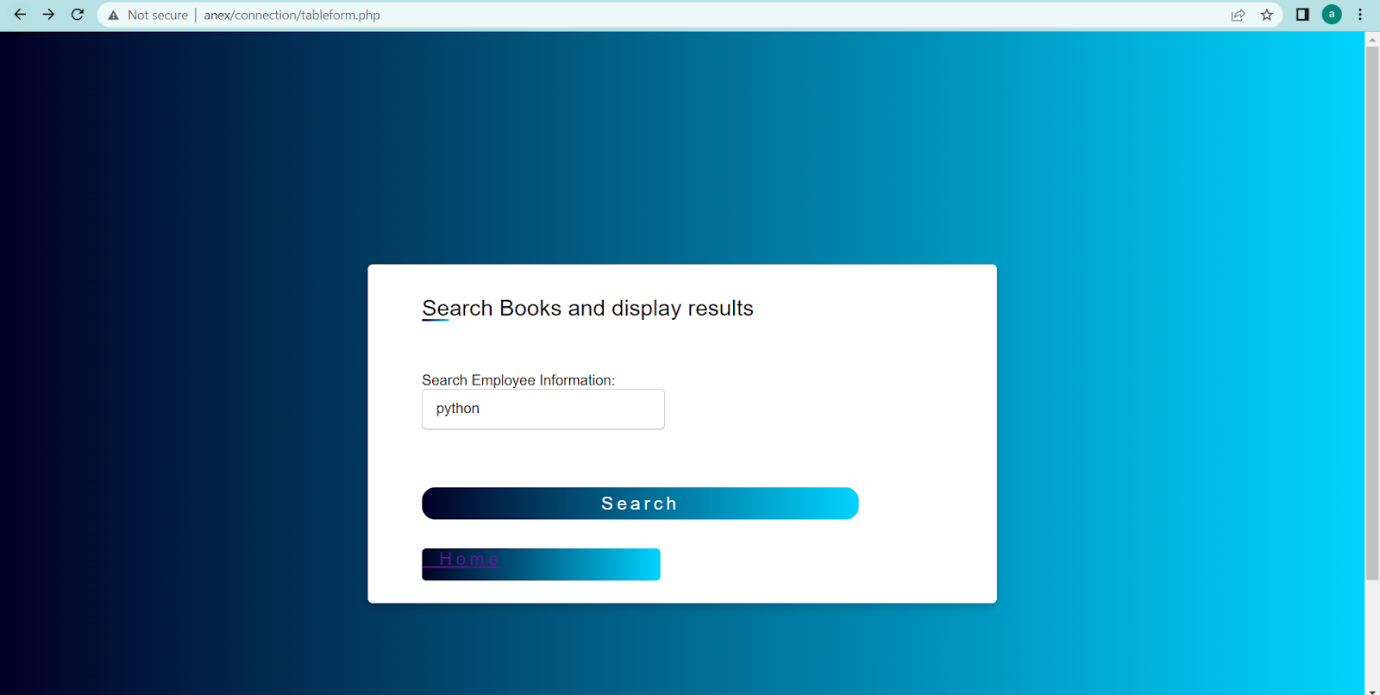 Not secure | anex/connection/tableform.php
a
Search Books and display results
Search Employee Information:
python
Search
Home